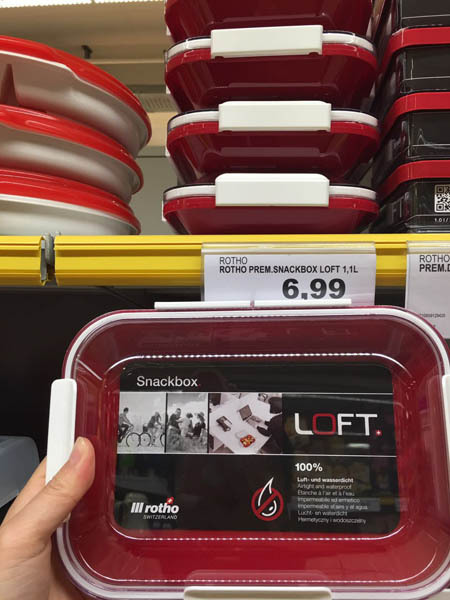 ROTHO
ROTHO PREM.SNACKBOX LOFT 1,1L
6,99
ROTHO
PREM.D
Snackbox
LOFT.
100%
Luft- und wasserdicht
Airtight and waterproof
Étanche à l'air et à l'eau
Impermeabile ed ermetico
Impermeable al aire y al agua
Lucht- en waterdicht
Hermetyczny i wodoszczelny
rotho
SWITZERLAND